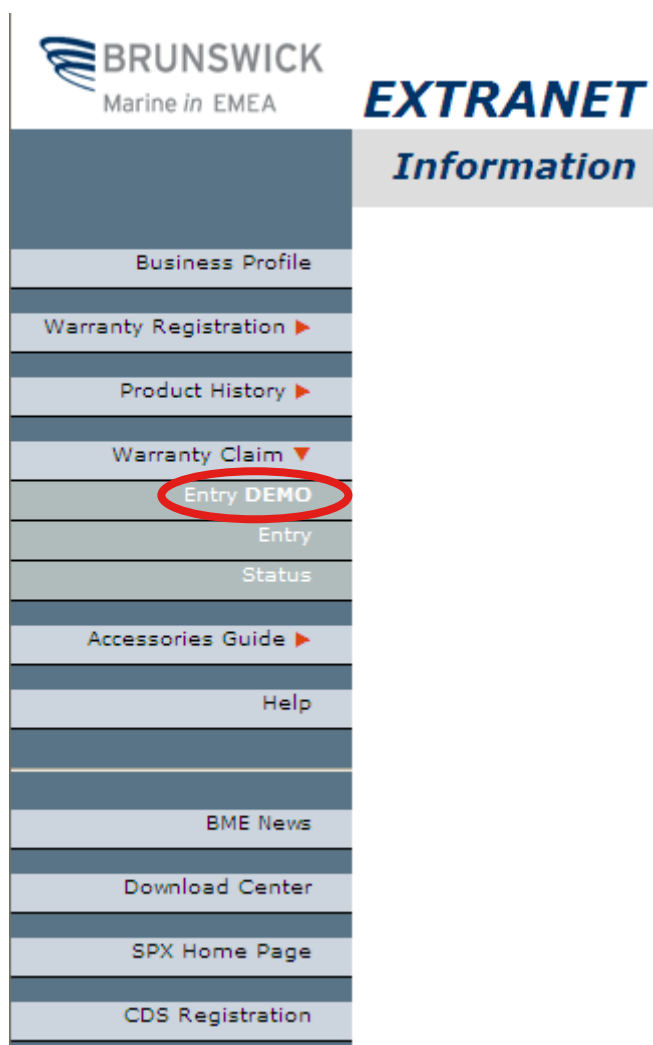 BRUNSWICK
Marine in EMEA
EXTRANET
Information
Business Profile
Warranty Registration ▶
Product History ▶
Warranty Claim ▼
Entry DEMO
Entry
Status
Accessories Guide ▶
Help
BME News
Download Center
SPX Home Page
CDS Registration